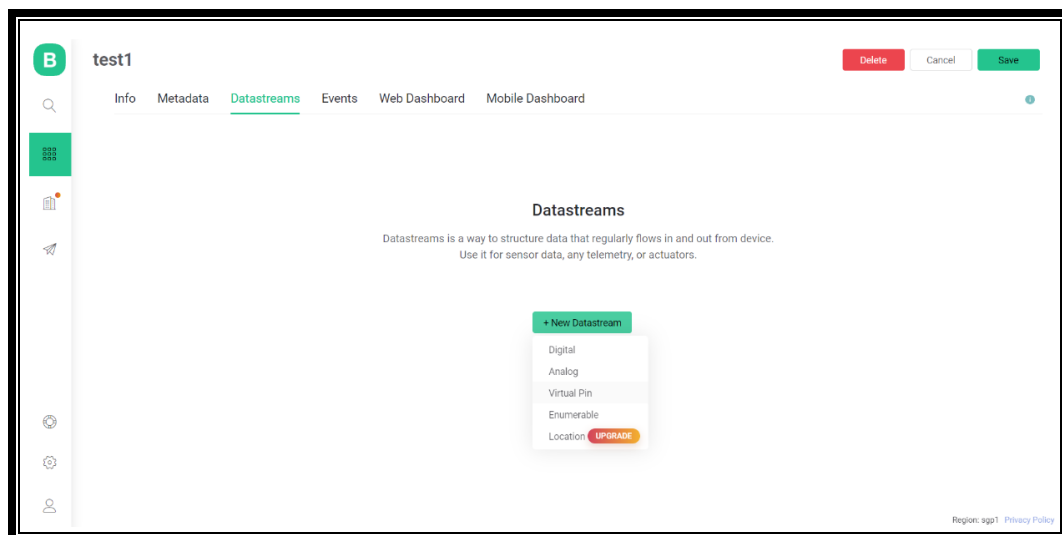 B
test1
Delete Cancel Save
Info Metadata Datastreams Events Web Dashboard Mobile Dashboard
Datastreams
Datastreams is a way to structure data that regularly flows in and out from device.
Use it for sensor data, any telemetry, or actuators.
+ New Datastream
Digital
Analog
Virtual Pin
Enumerable
Location UPGRADE
Region: sgp1 Privacy Policy